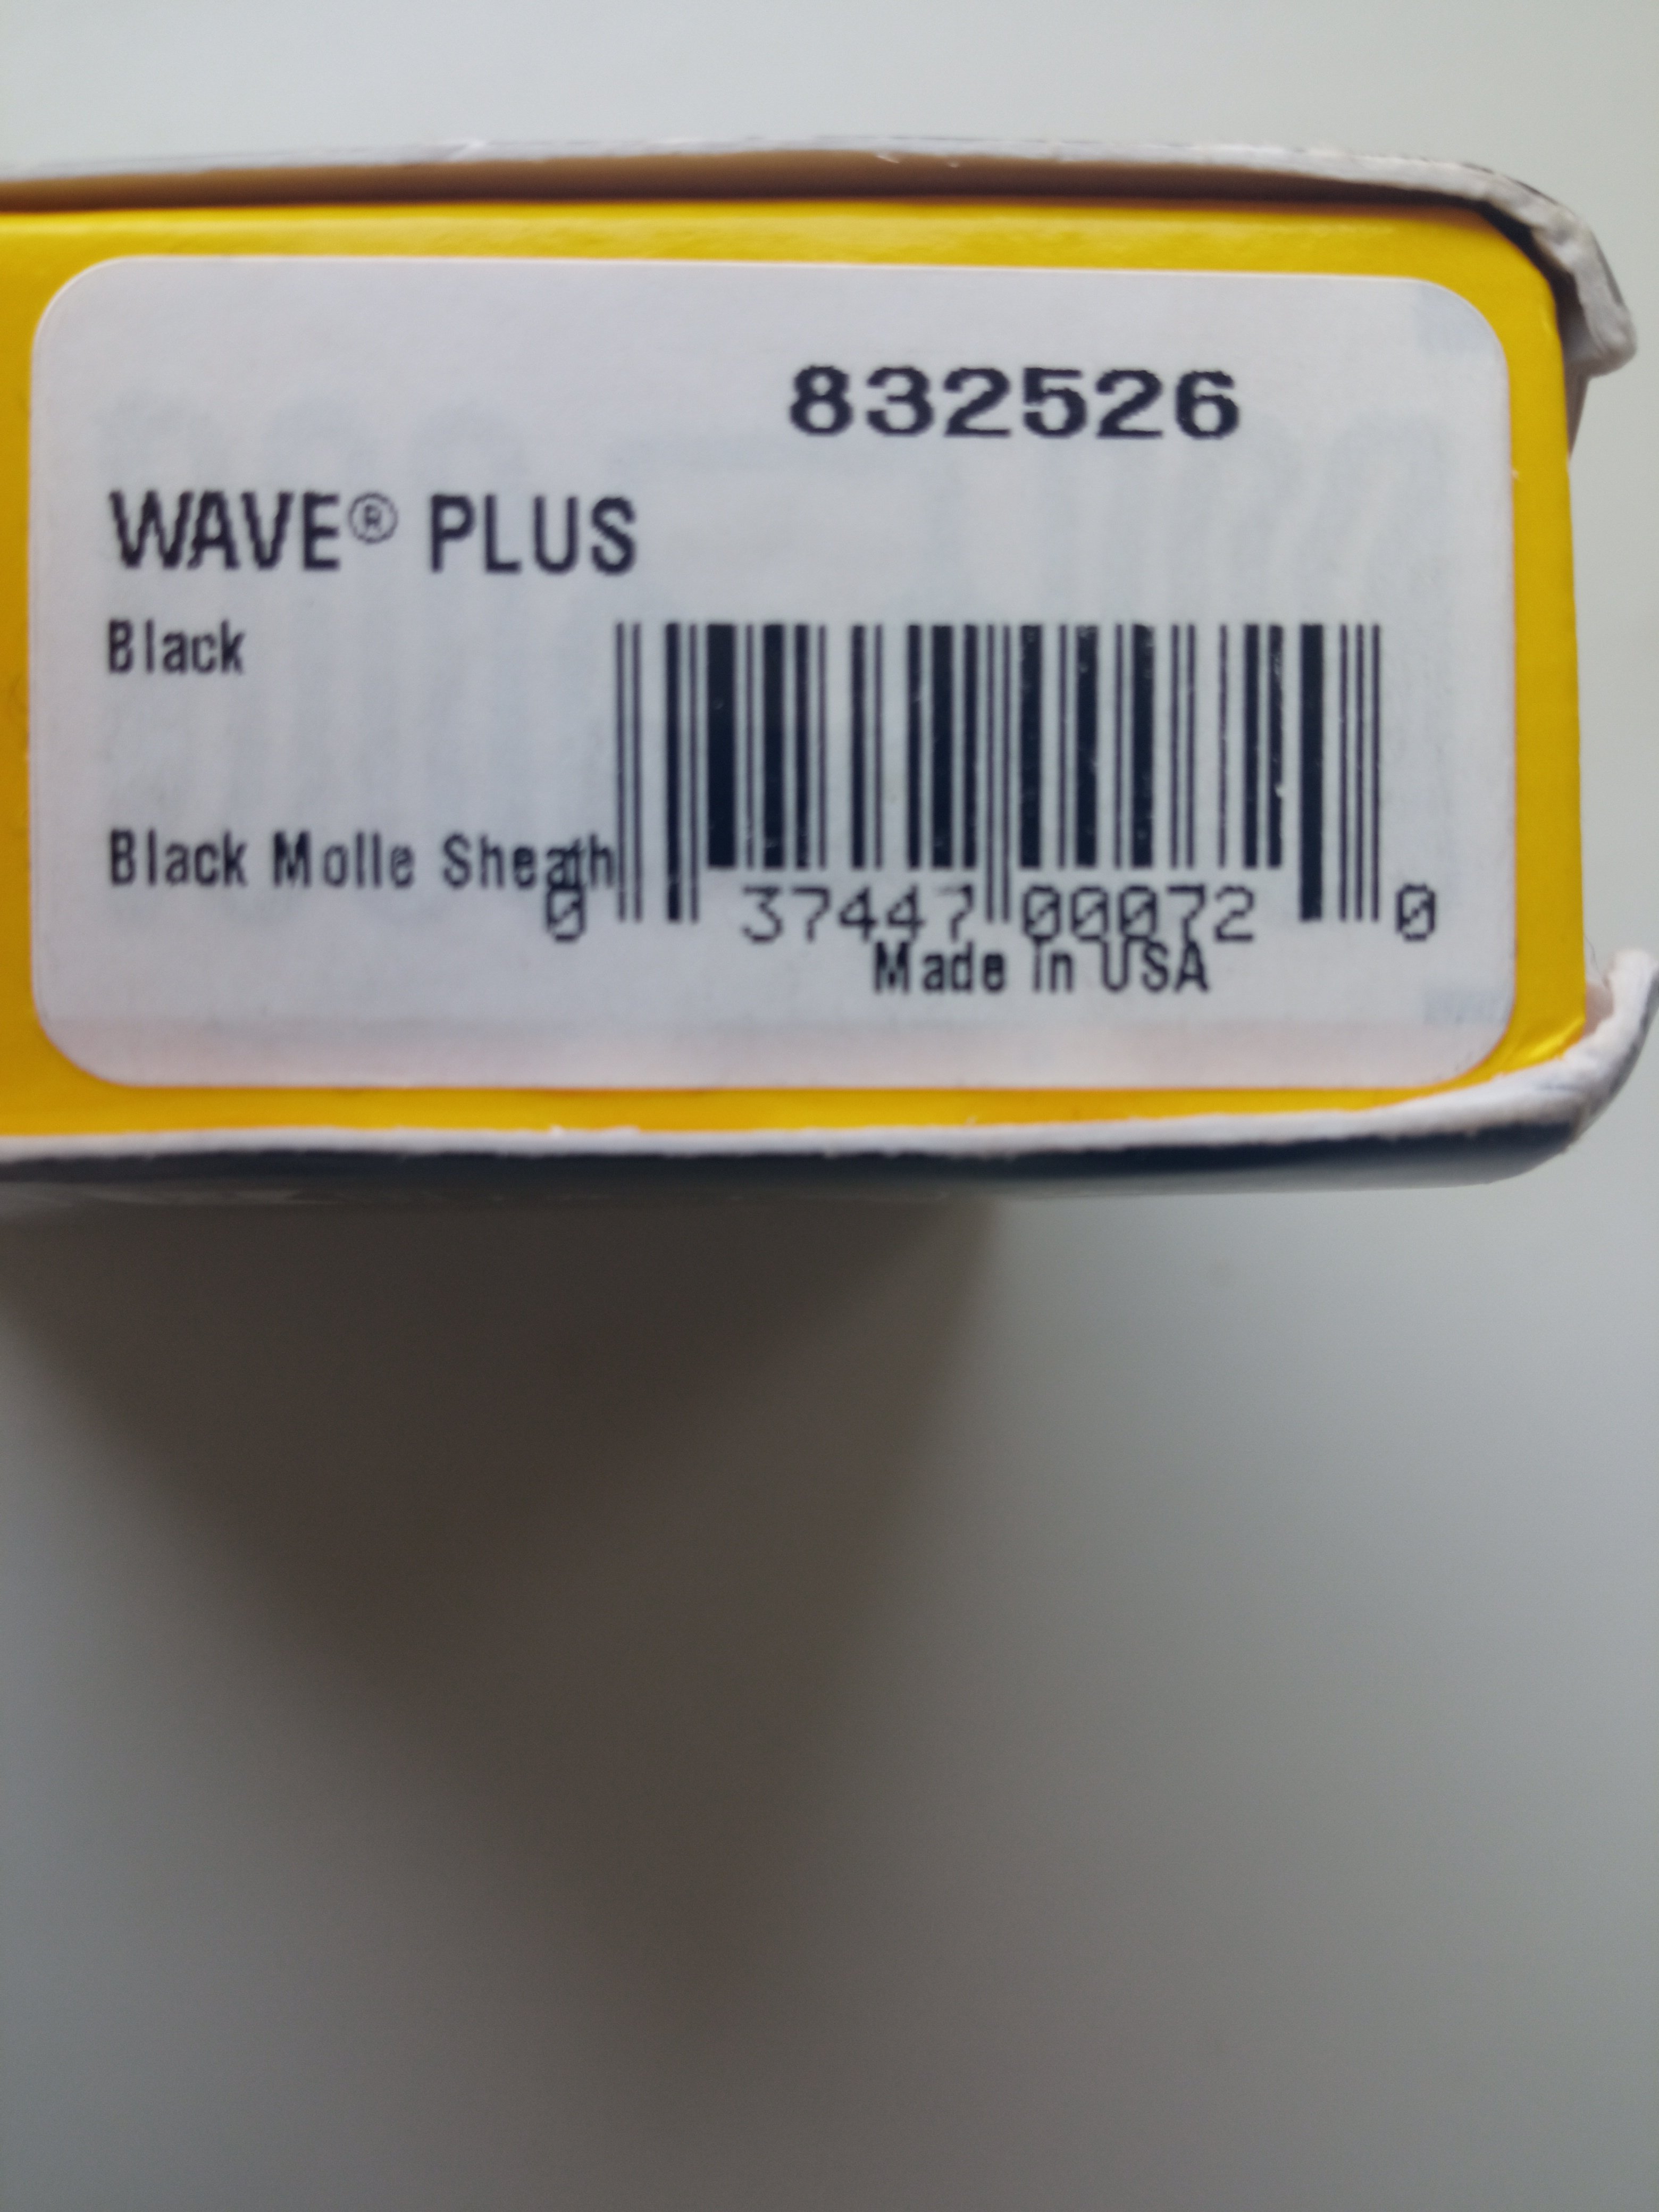 832526
WAVE® PLUS
Black
Black Molle Sheath
0 37447 00072 0
Made in USA